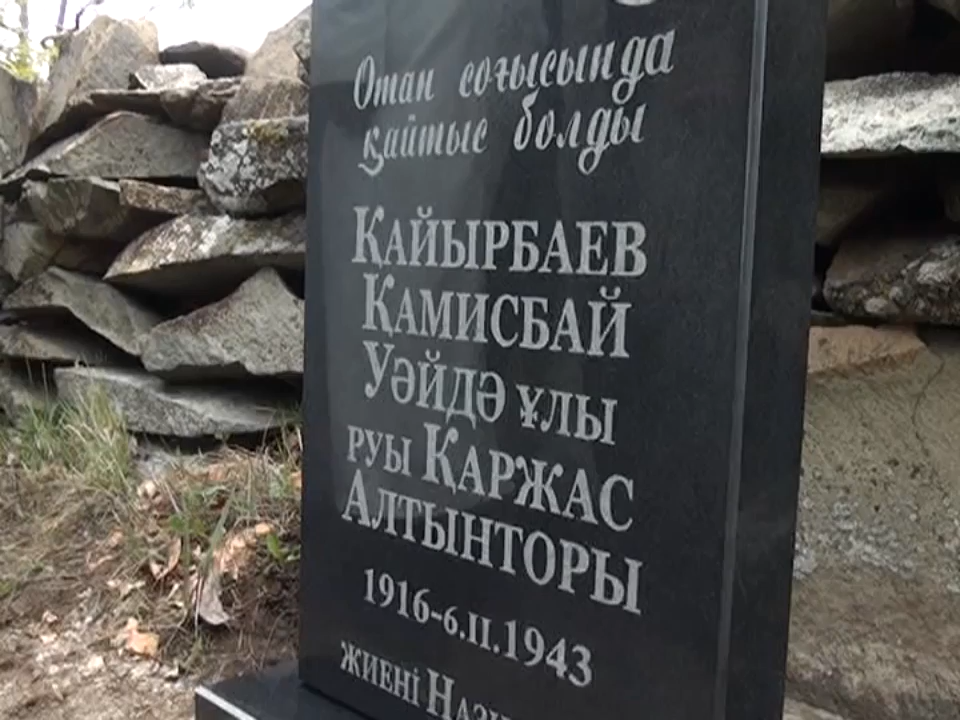 Отан соғысында
қайтыс болды
ҚАЙЫРБАЕВ
ҚАМИСБАЙ
УӘЙДӘ ҰЛЫ
РУЫ ҚАРЖАС
АЛТЫНТОРЫ
1916-6.II.1943
ЖИЕНІ